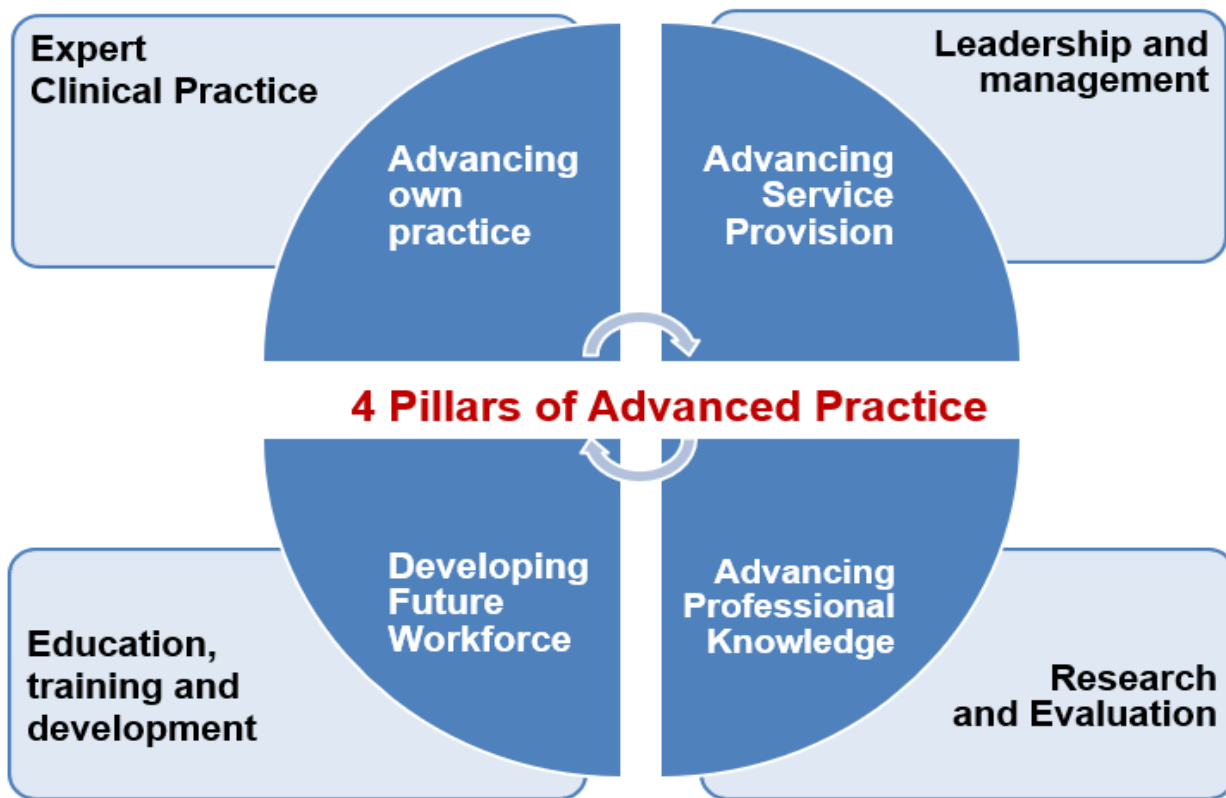 Expert
Clinical Practice
Leadership and
management
Advancing
own
practice
Advancing
Service
Provision
4 Pillars of Advanced Practice
Developing
Future
Workforce
Advancing
Professional
Knowledge
Education,
training and
development
Research
and Evaluation